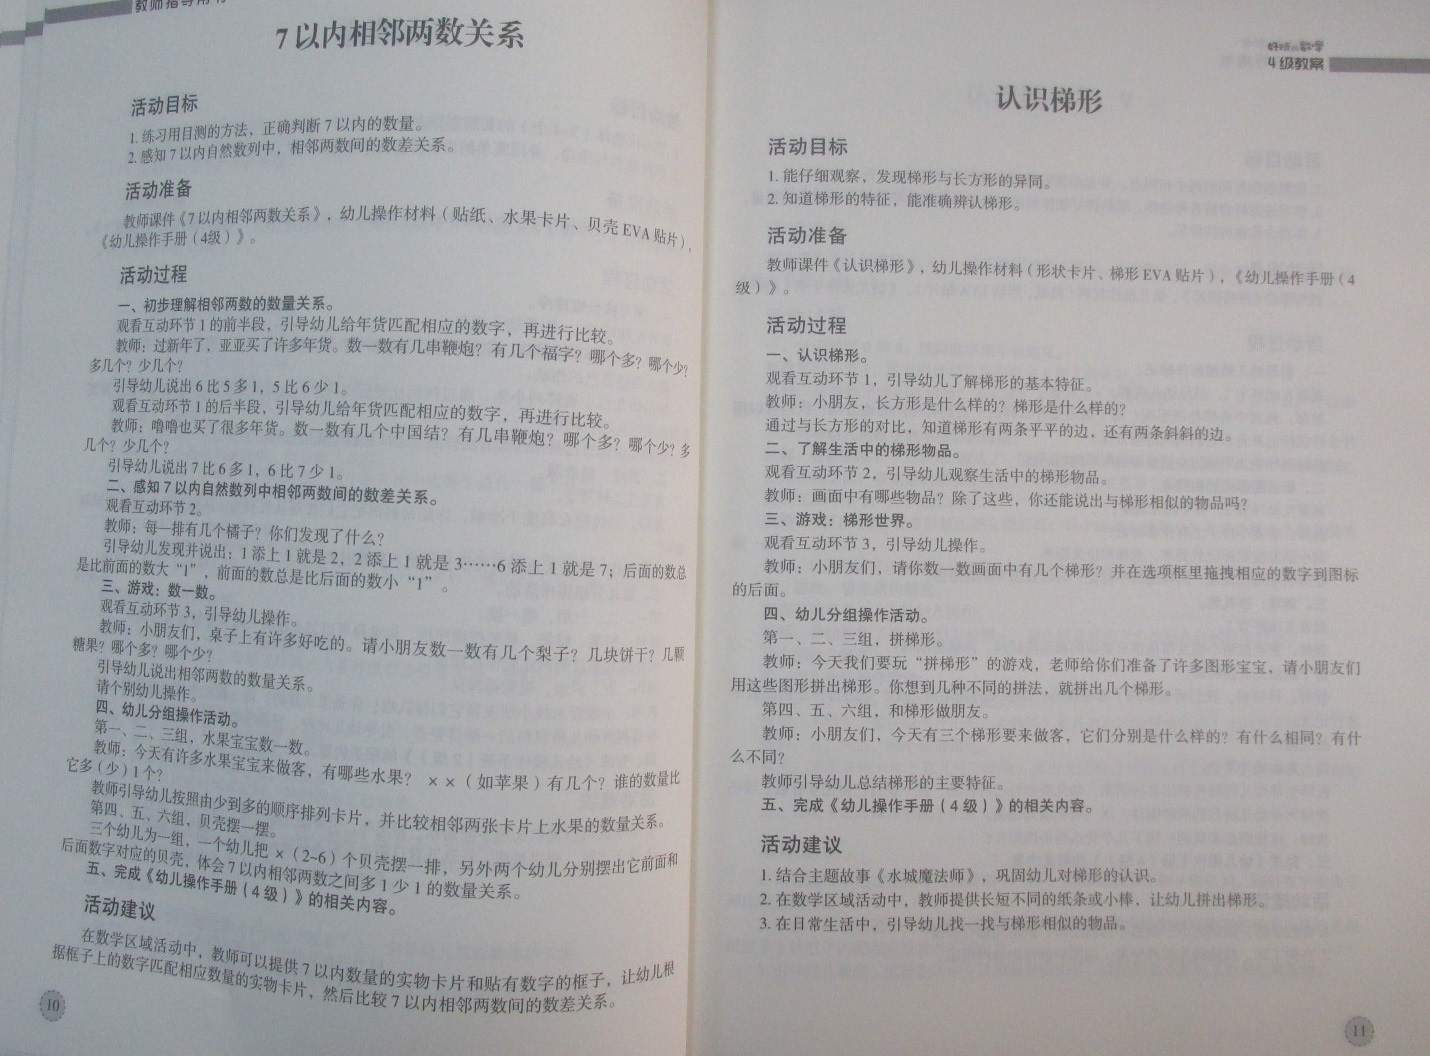 教师指导用书
7以内相邻两数关系
活动目标
1. 练习用目测的方法，正确判断7以内的数量。
2. 感知7以内自然数列中，相邻两数间的数差关系。
活动准备
教师课件《7以内相邻两数关系》，幼儿操作材料（贴纸、水果卡片、贝壳EVA贴片），
《幼儿操作手册（4级）》。
活动过程
一、初步理解相邻两数的数量关系。
观看互动环节1的前半段，引导幼儿给年货匹配相应的数字，再进行比较。
教师：过新年了，亚亚买了许多年货。数一数有几串鞭炮？有几个福字？哪个多？哪个少？
多几个？少几个？
引导幼儿说出6比5多1，5比6少1。
观看互动环节1的后半段，引导幼儿给年货匹配相应的数字，再进行比较。
教师：噜噜也买了很多年货。数一数有几个中国结？有几串鞭炮？哪个多？哪个少？多
几个？少几个？
引导幼儿说出7比6多1，6比7少1。
二、感知7以内自然数列中相邻两数间的数差关系。
观看互动环节2。
教师：每一排有几个橘子？你们发现了什么？
引导幼儿发现并说出：1添上1就是2，2添上1就是3……6添上1就是7；后面的数总
是比前面的数大“1”，前面的数总是比后面的数小“1”。
三、游戏：数一数。
观看互动环节3，引导幼儿操作。
教师：小朋友们，桌子上有许多好吃的。请小朋友数一数有几个梨子？几块饼干？几颗
糖果？哪个多？哪个少？
引导幼儿说出相邻两数的数量关系。
请个别幼儿操作。
四、幼儿分组操作活动。
第一、二、三组，水果宝宝数一数。
教师：今天有许多水果宝宝来做客，有哪些水果？××（如苹果）有几个？谁的数量比
它多（少）1个？
教师引导幼儿按照由少到多的顺序排列卡片，并比较相邻两张卡片上水果的数量关系。
第四、五、六组，贝壳摆一摆。
三个幼儿为一组，一个幼儿把×（2~6）个贝壳摆一排，另外两个幼儿分别摆出它前面和
后面数字对应的贝壳，体会7以内相邻两数之间多1少1的数量关系。
五、完成《幼儿操作手册（4级）》的相关内容。
活动建议
在数学区域活动中，教师可以提供7以内数量的实物卡片和贴有数字的框子，让幼儿根
据框子上的数字匹配相应数量的实物卡片，然后比较7以内相邻两数间的数差关系。
10
数学
4级教案
认识梯形
活动目标
1. 能仔细观察，发现梯形与长方形的异同。
2. 知道梯形的特征，能准确辨认梯形。
活动准备
教师课件《认识梯形》，幼儿操作材料（形状卡片、梯形EVA贴片），《幼儿操作手册（4
级）》。
活动过程
一、认识梯形。
观看互动环节1，引导幼儿了解梯形的基本特征。
教师：小朋友，长方形是什么样的？梯形是什么样的？
通过与长方形的对比，知道梯形有两条平平的边，还有两条斜斜的边。
二、了解生活中的梯形物品。
观看互动环节2，引导幼儿观察生活中的梯形物品。
教师：画面中有哪些物品？除了这些，你还能说出与梯形相似的物品吗？
三、游戏：梯形世界。
观看互动环节3，引导幼儿操作。
教师：小朋友们，请你数一数画面中有几个梯形？并在选项框里拖拽相应的数字到图标
的后面。
四、幼儿分组操作活动。
第一、二、三组，拼梯形。
教师：今天我们要玩“拼梯形”的游戏，老师给你们准备了许多图形宝宝，请小朋友们
用这些图形拼出梯形。你想到几种不同的拼法，就拼出几个梯形。
第四、五、六组，和梯形做朋友。
教师：小朋友们，今天有三个梯形要来做客，它们分别是什么样的？有什么相同？有什
么不同？
教师引导幼儿总结梯形的主要特征。
五、完成《幼儿操作手册（4级）》的相关内容。
活动建议
1. 结合主题故事《水城魔法师》，巩固幼儿对梯形的认识。
2. 在数学区域活动中，教师提供长短不同的纸条或小棒，让幼儿拼出梯形。
3. 在日常生活中，引导幼儿找一找与梯形相似的物品。
11